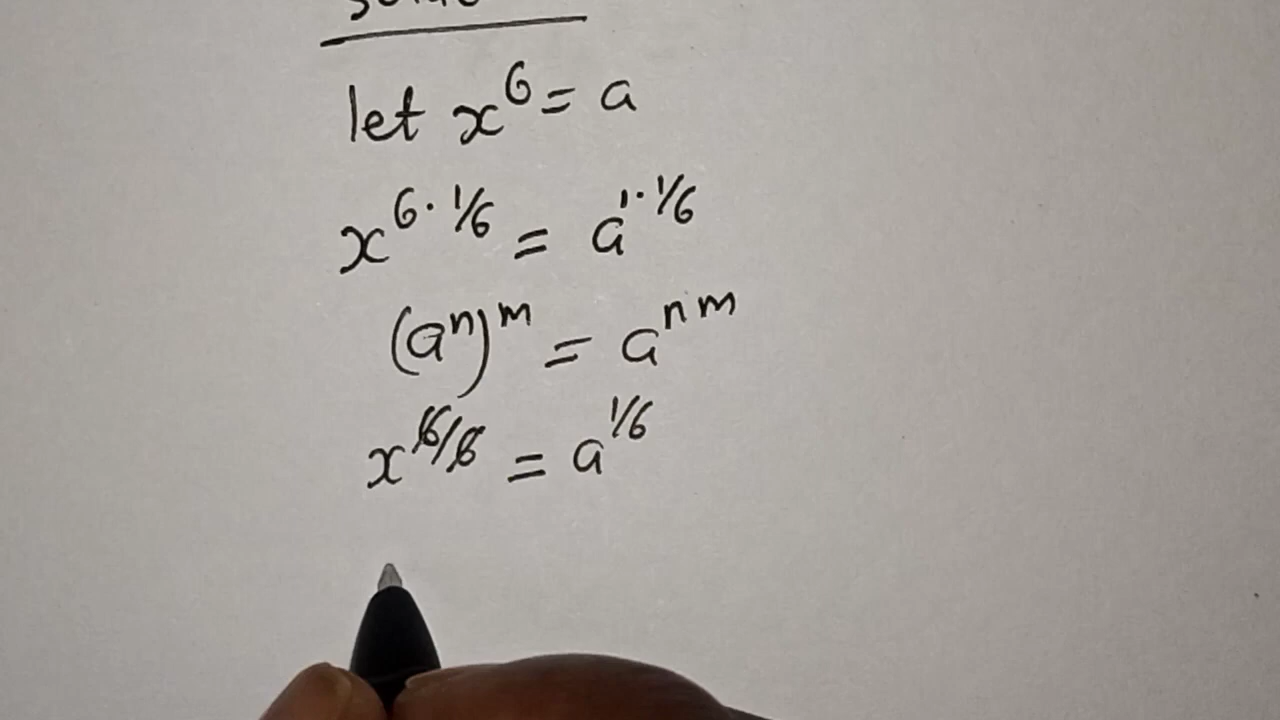 let x^6 = a
x^6·1/6 = a^1·1/6
(a^n)^m = a^nm
x^6/6 = a^1/6